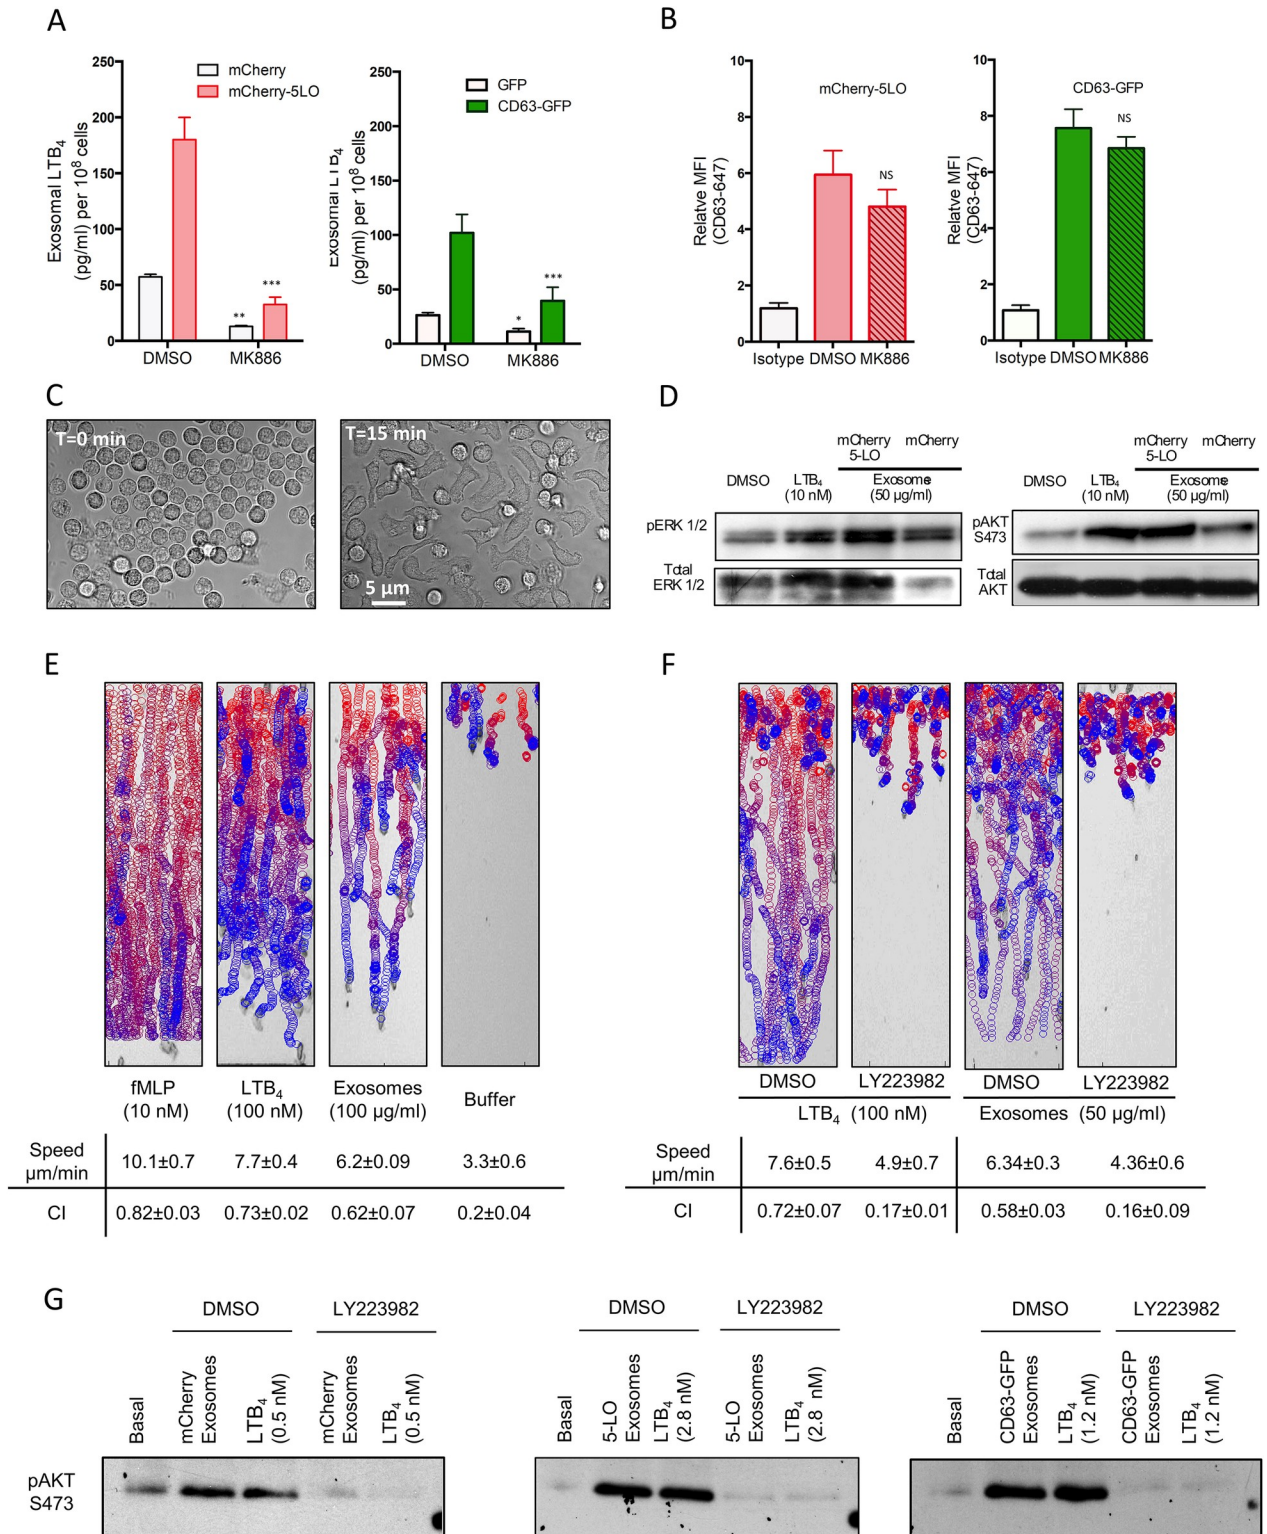 A
250
200
150
100
50
0
Exosomal LTB4
(pg/ml) per 10^8 cells
mCherry
mCherry-5LO
**
***
DMSO
MK886
250
200
150
100
50
0
Exosomal LTB4
(pg/ml) per 10^8 cells
GFP
CD63-GFP
*
***
DMSO
MK886
B
10
8
6
4
2
0
Relatve MFI
(CD63-647)
mCherry-5LO
NS
Isotype DMSO MK886
10
8
6
4
2
0
Relatve MFI
(CD63-647)
CD63-GFP
NS
Isotype DMSO MK886
C
T=0 min
T=15 min
5 µm
D
mCherry
5-LO
mCherry
DMSO
LTB4
(10 nM)
Exosome
(50 µg/ml)
pERK 1/2
Total
ERK 1/2
mCherry
5-LO
mCherry
DMSO
LTB4
(10 nM)
Exosome
(50 µg/ml)
pAKT
S473
Total
AKT
E
fMLP
(10 nM)
LTB4
(100 nM)
Exosomes
(100 µg/ml)
Buffer
Speed
µm/min
10.1±0.7 7.7±0.4 6.2±0.09 3.3±0.6
CI 0.82±0.03 0.73±0.02 0.62±0.07 0.2±0.04
F
DMSO LY223982 DMSO LY223982
LTB4 (100 nM) Exosomes (50 µg/ml)
Speed
µm/min
7.6±0.5 4.9±0.7 6.34±0.3 4.36±0.6
CI 0.72±0.07 0.17±0.01 0.58±0.03 0.16±0.09
G
DMSO LY223982
Basal
mCherry
Exosomes
LTB4
(0.5 nM)
mCherry
Exosomes
LTB4
(0.5 nM)
pAKT
S473
DMSO LY223982
Basal
5-LO
Exosomes
LTB4
(2.8 nM)
5-LO
Exosomes
LTB4
(2.8 nM)
DMSO LY223982
Basal
CD63-GFP
Exosomes
LTB4
(1.2 nM)
CD63-GFP
Exosomes
LTB4
(1.2 nM)